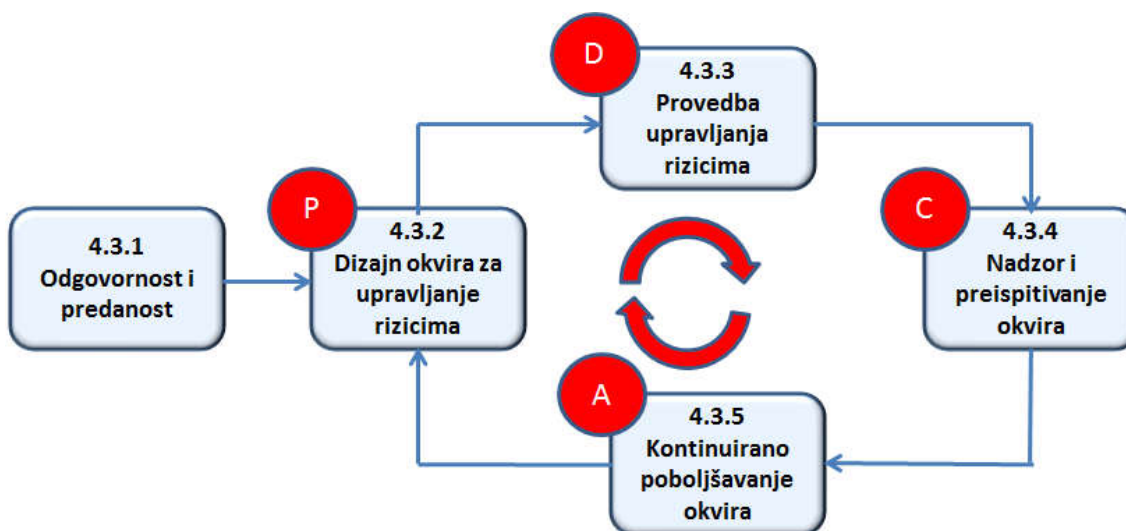 D
4.3.3
Provedba
upravljanja
rizicima
P
4.3.2
Dizajn okvira za
upravljanje
rizicima
C
4.3.4
Nadzor i
preispitivanje
okvira
4.3.1
Odgovornost i
predanost
A
4.3.5
Kontinuirano
poboljšavanje
okvira